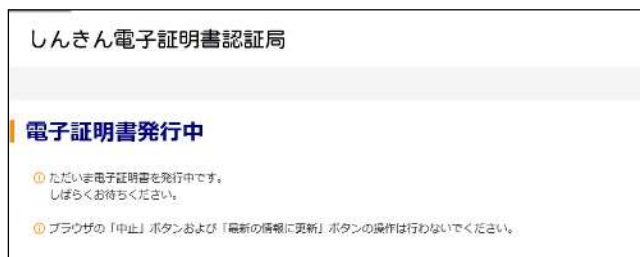 しんきん電子証明書認証局
電子証明書発行中
ただいま電子証明書を発行中です。
しばらくお待ちください。
ブラウザの「中止」ボタンおよび「最新の情報に更新」ボタンの操作は行わないでください。